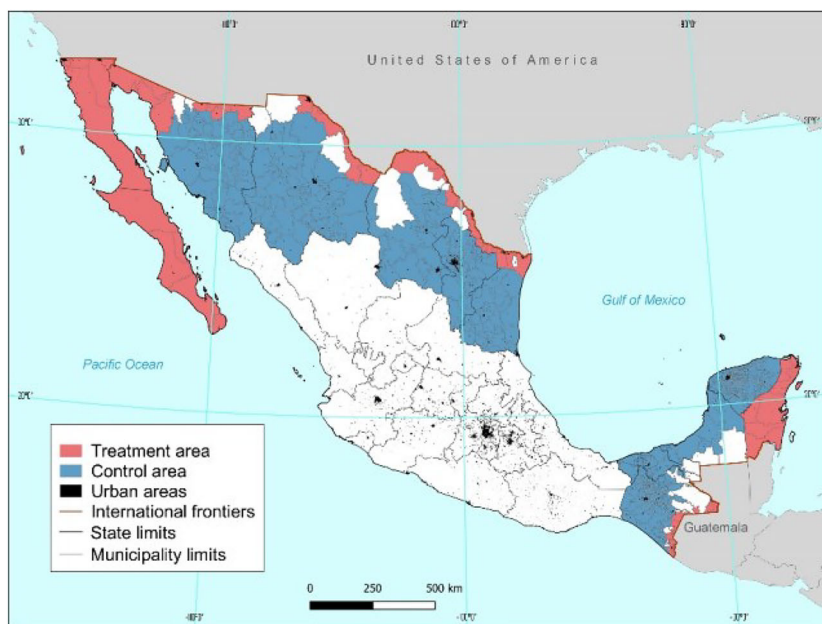 United States of America
Gulf of Mexico
Pacific Ocean
Treatment area
Control area
Urban areas
International frontiers
State limits
Municipality limits
Guatemala
0 250 500 km